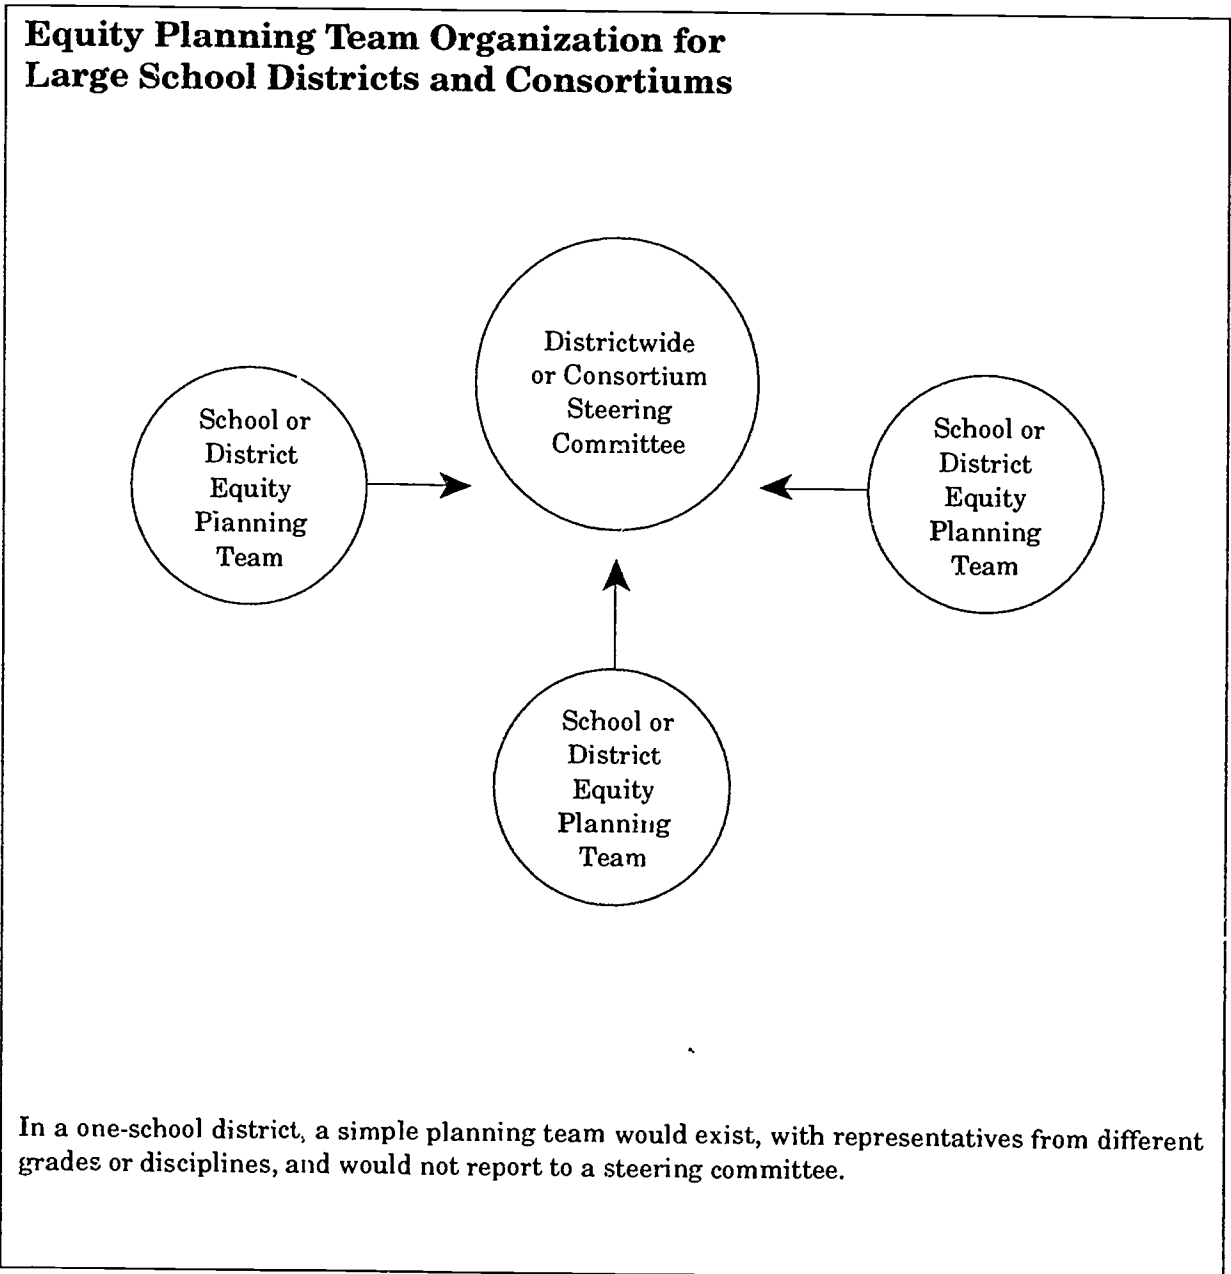 Equity Planning Team Organization for
Large School Districts and Consortiums
Districtwide
or Consortium
Steering
Committee
School or
District
Equity
Planning
Team
School or
District
Equity
Planning
Team
School or
District
Equity
Planning
Team
In a one-school district, a simple planning team would exist, with representatives from different
grades or disciplines, and would not report to a steering committee.